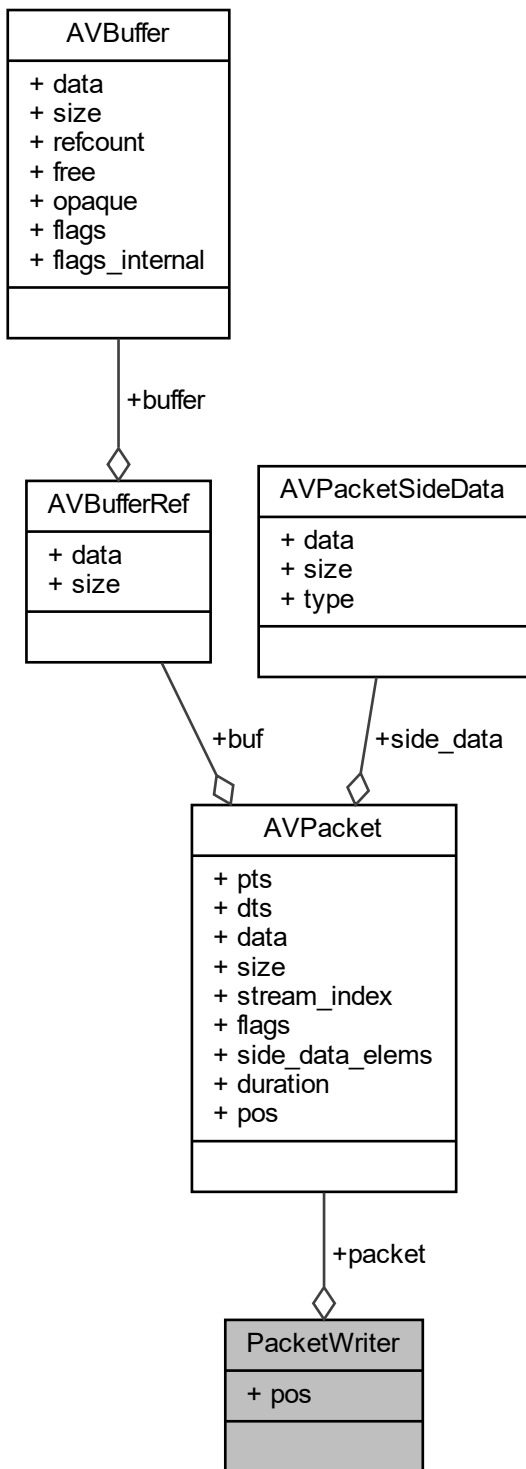 AVBuffer
+ data
+ size
+ refcount
+ free
+ opaque
+ flags
+ flags_internal
+buffer
AVBufferRef
+ data
+ size
AVPacketSideData
+ data
+ size
+ type
+buf
+side_data
AVPacket
+ pts
+ dts
+ data
+ size
+ stream_index
+ flags
+ side_data_elems
+ duration
+ pos
+packet
PacketWriter
+ pos